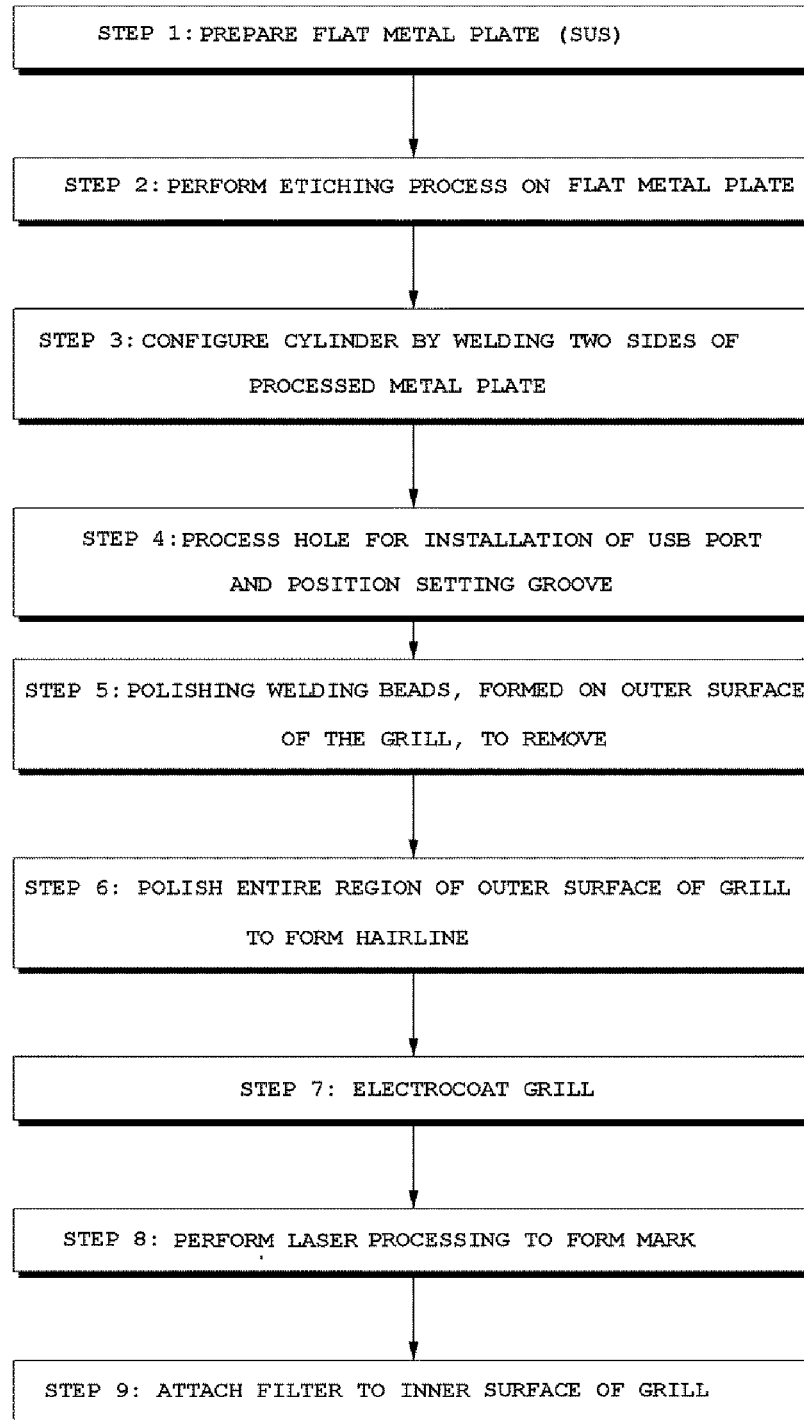 STEP 1: PREPARE FLAT METAL PLATE (SUS)
STEP 2: PERFORM ETICHING PROCESS ON FLAT METAL PLATE
STEP 3: CONFIGURE CYLINDER BY WELDING TWO SIDES OF
PROCESSED METAL PLATE
STEP 4: PROCESS HOLE FOR INSTALLATION OF USB PORT
AND POSITION SETTING GROOVE
STEP 5: POLISHING WELDING BEADS, FORMED ON OUTER SURFACE
OF THE GRILL, TO REMOVE
STEP 6: POLISH ENTIRE REGION OF OUTER SURFACE OF GRILL
TO FORM HAIRLINE
STEP 7: ELECTROCOAT GRILL
STEP 8: PERFORM LASER PROCESSING TO FORM MARK
STEP 9: ATTACH FILTER TO INNER SURFACE OF GRILL